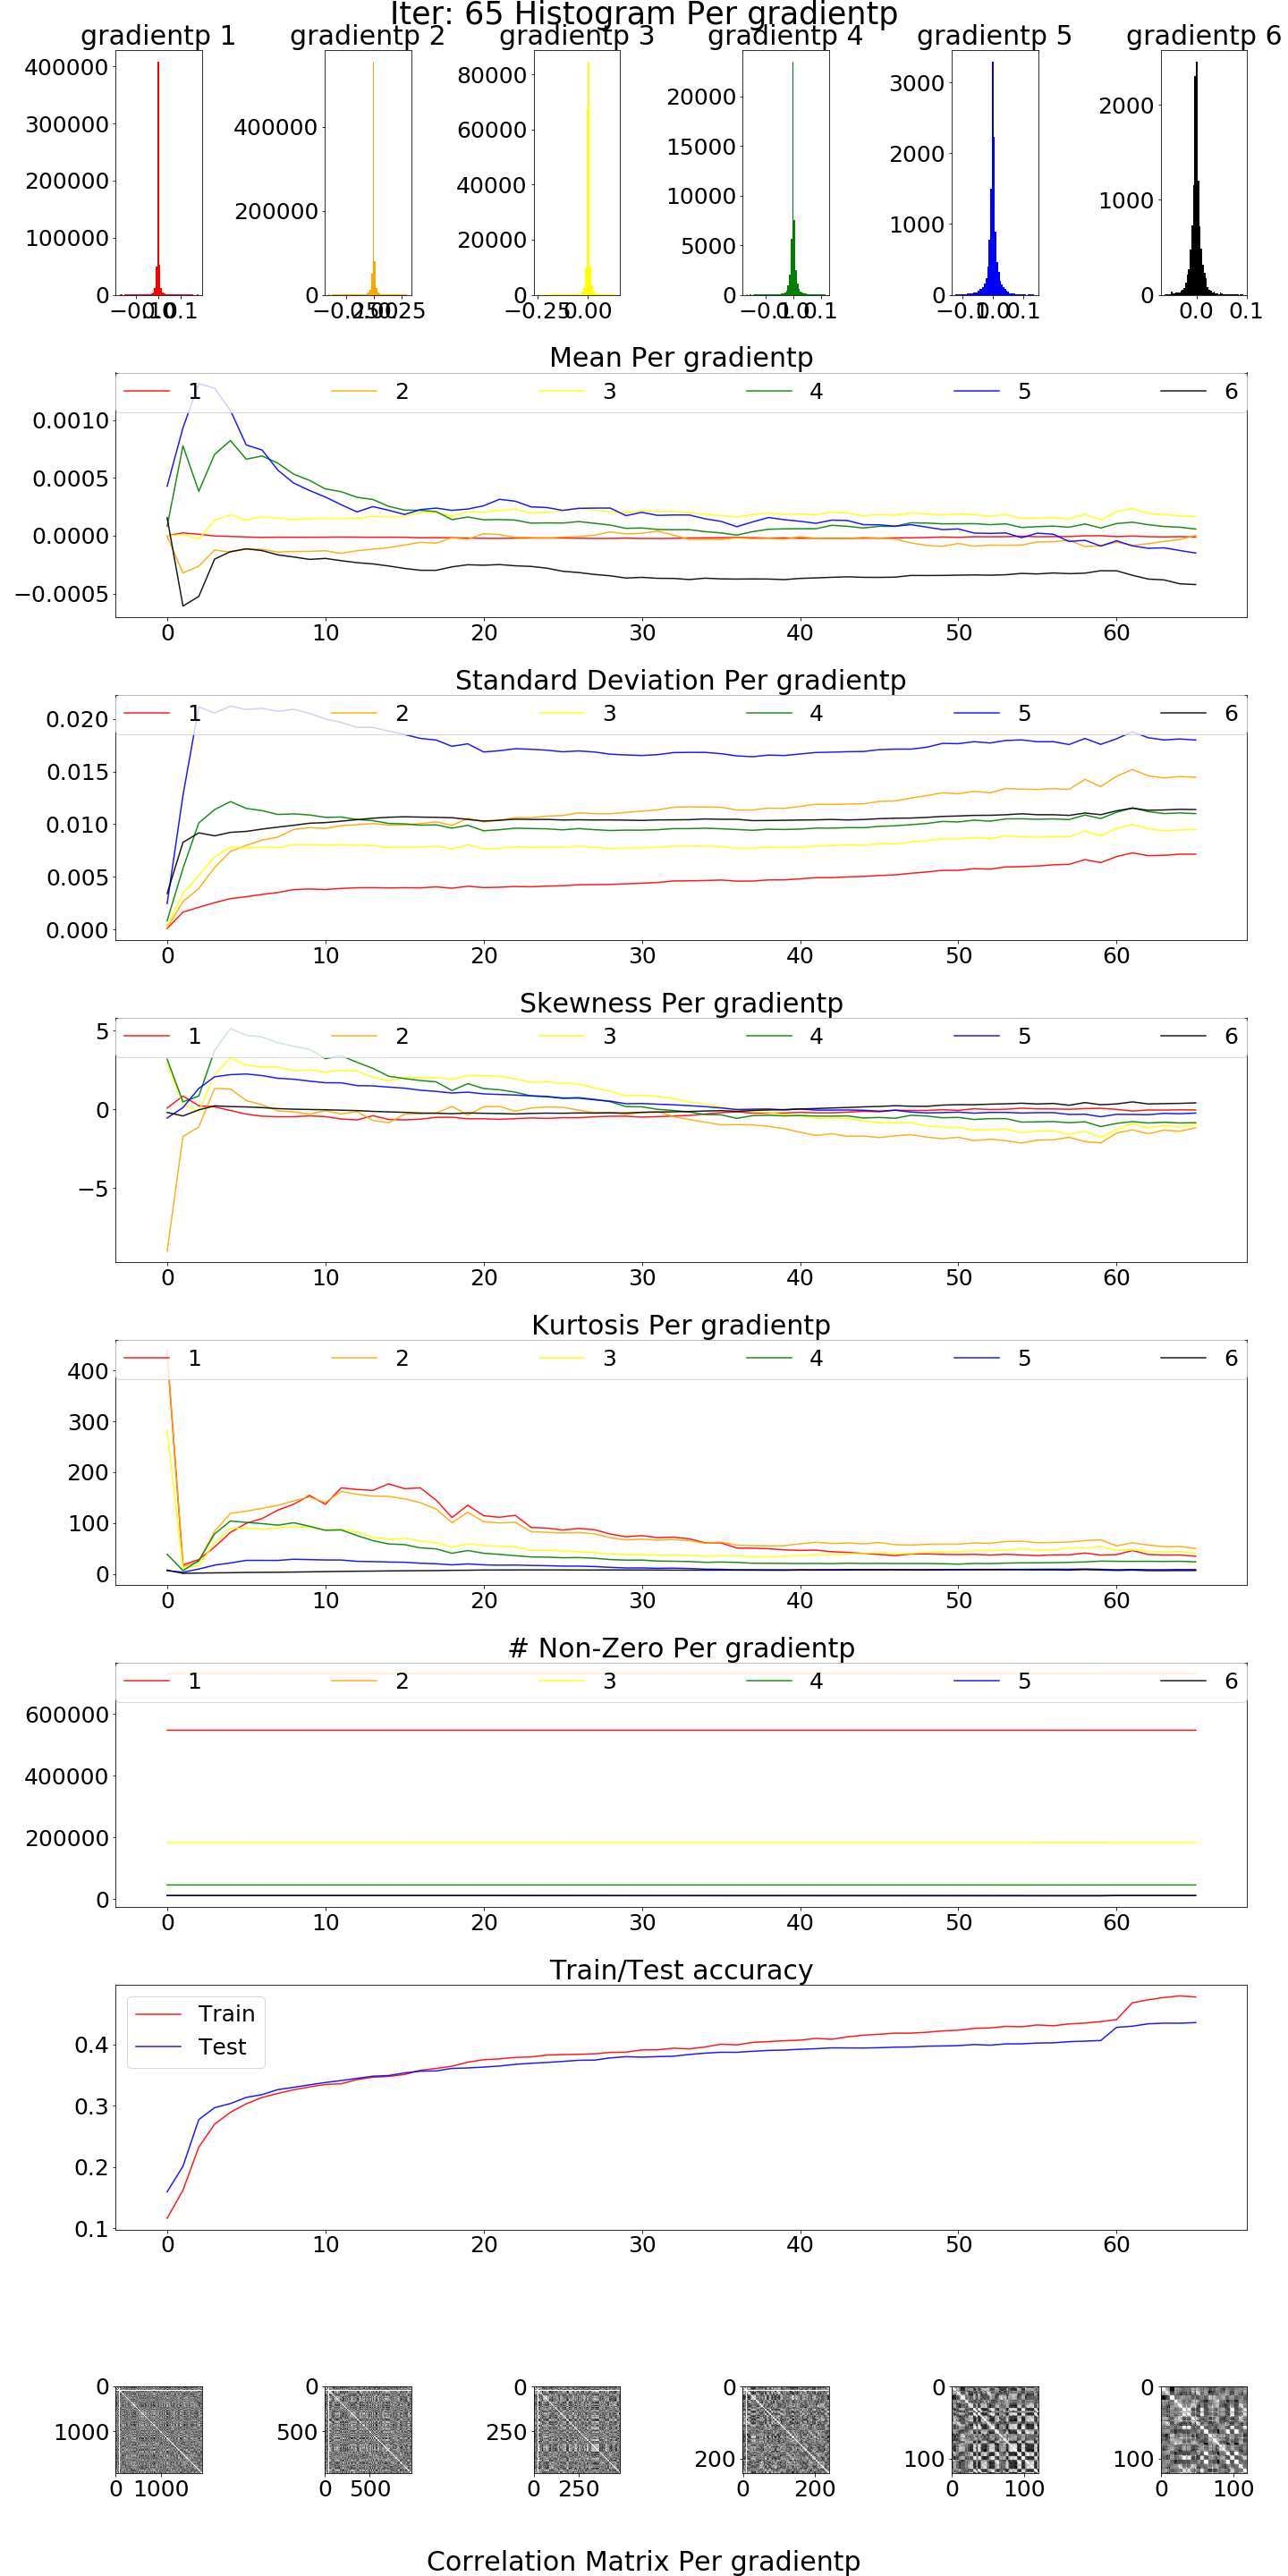 Iter: 65 Histogram Per gradientp
gradientp 1 gradientp 2 gradientp 3 gradientp 4 gradientp 5 gradientp 6
400000
300000
200000
100000
0
400000
200000
0
80000
60000
40000
20000
0
20000
15000
10000
5000
0
3000
2000
1000
0
2000
1000
0
0.0 0.1
Mean Per gradientp
1 2 3 4 5 6
0.0010
0.0005
0.0000
−0.0005
0 10 20 30 40 50 60
Standard Deviation Per gradientp
1 2 3 4 5 6
0.020
0.015
0.010
0.005
0.000
0 10 20 30 40 50 60
Skewness Per gradientp
1 2 3 4 5 6
5
0
−5
0 10 20 30 40 50 60
Kurtosis Per gradientp
1 2 3 4 5 6
400
300
200
100
0
0 10 20 30 40 50 60
# Non-Zero Per gradientp
1 2 3 4 5 6
600000
400000
200000
0
0 10 20 30 40 50 60
Train/Test accuracy
Train
Test
0.4
0.3
0.2
0.1
0 10 20 30 40 50 60
0 0 0 0 0 0
1000 500 250 200 100 100
0 1000 0 500 0 250 0 200 0 100 0 100
Correlation Matrix Per gradientp